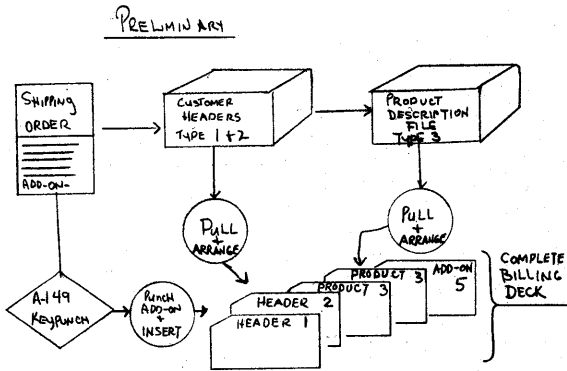 PRELIMINARY
SHIPPING
ORDER
ADD-ON-
CUSTOMER
HEADERS
TYPE 1+2
PRODUCT
DESCRIPTION
FILE
TYPE 3
PULL
+
ARRANGE
PULL
+
ARRANGE
A-149
KEYPUNCH
PUNCH
ADD-ON
+
INSERT
HEADER 1
HEADER 2
PRODUCT 3
PRODUCT 3
ADD-ON
5
COMPLETE
BILLING
DECK